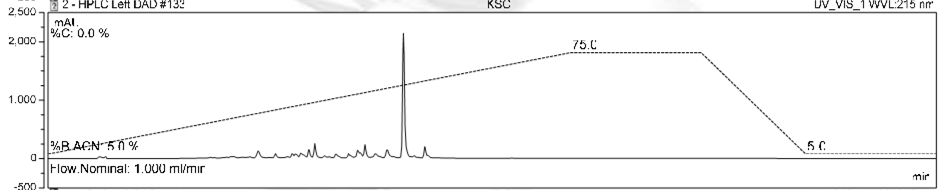 2 - HPLC Left DAD #133 KSC UV_VIS_1 WVL:215 nm
2,500
mAU
%C: 0.0 %
2,000
75.0
1.000
%B.ACN: 5.0 %
5.0
0
Flow.Nominal: 1.000 ml/min
min
-500